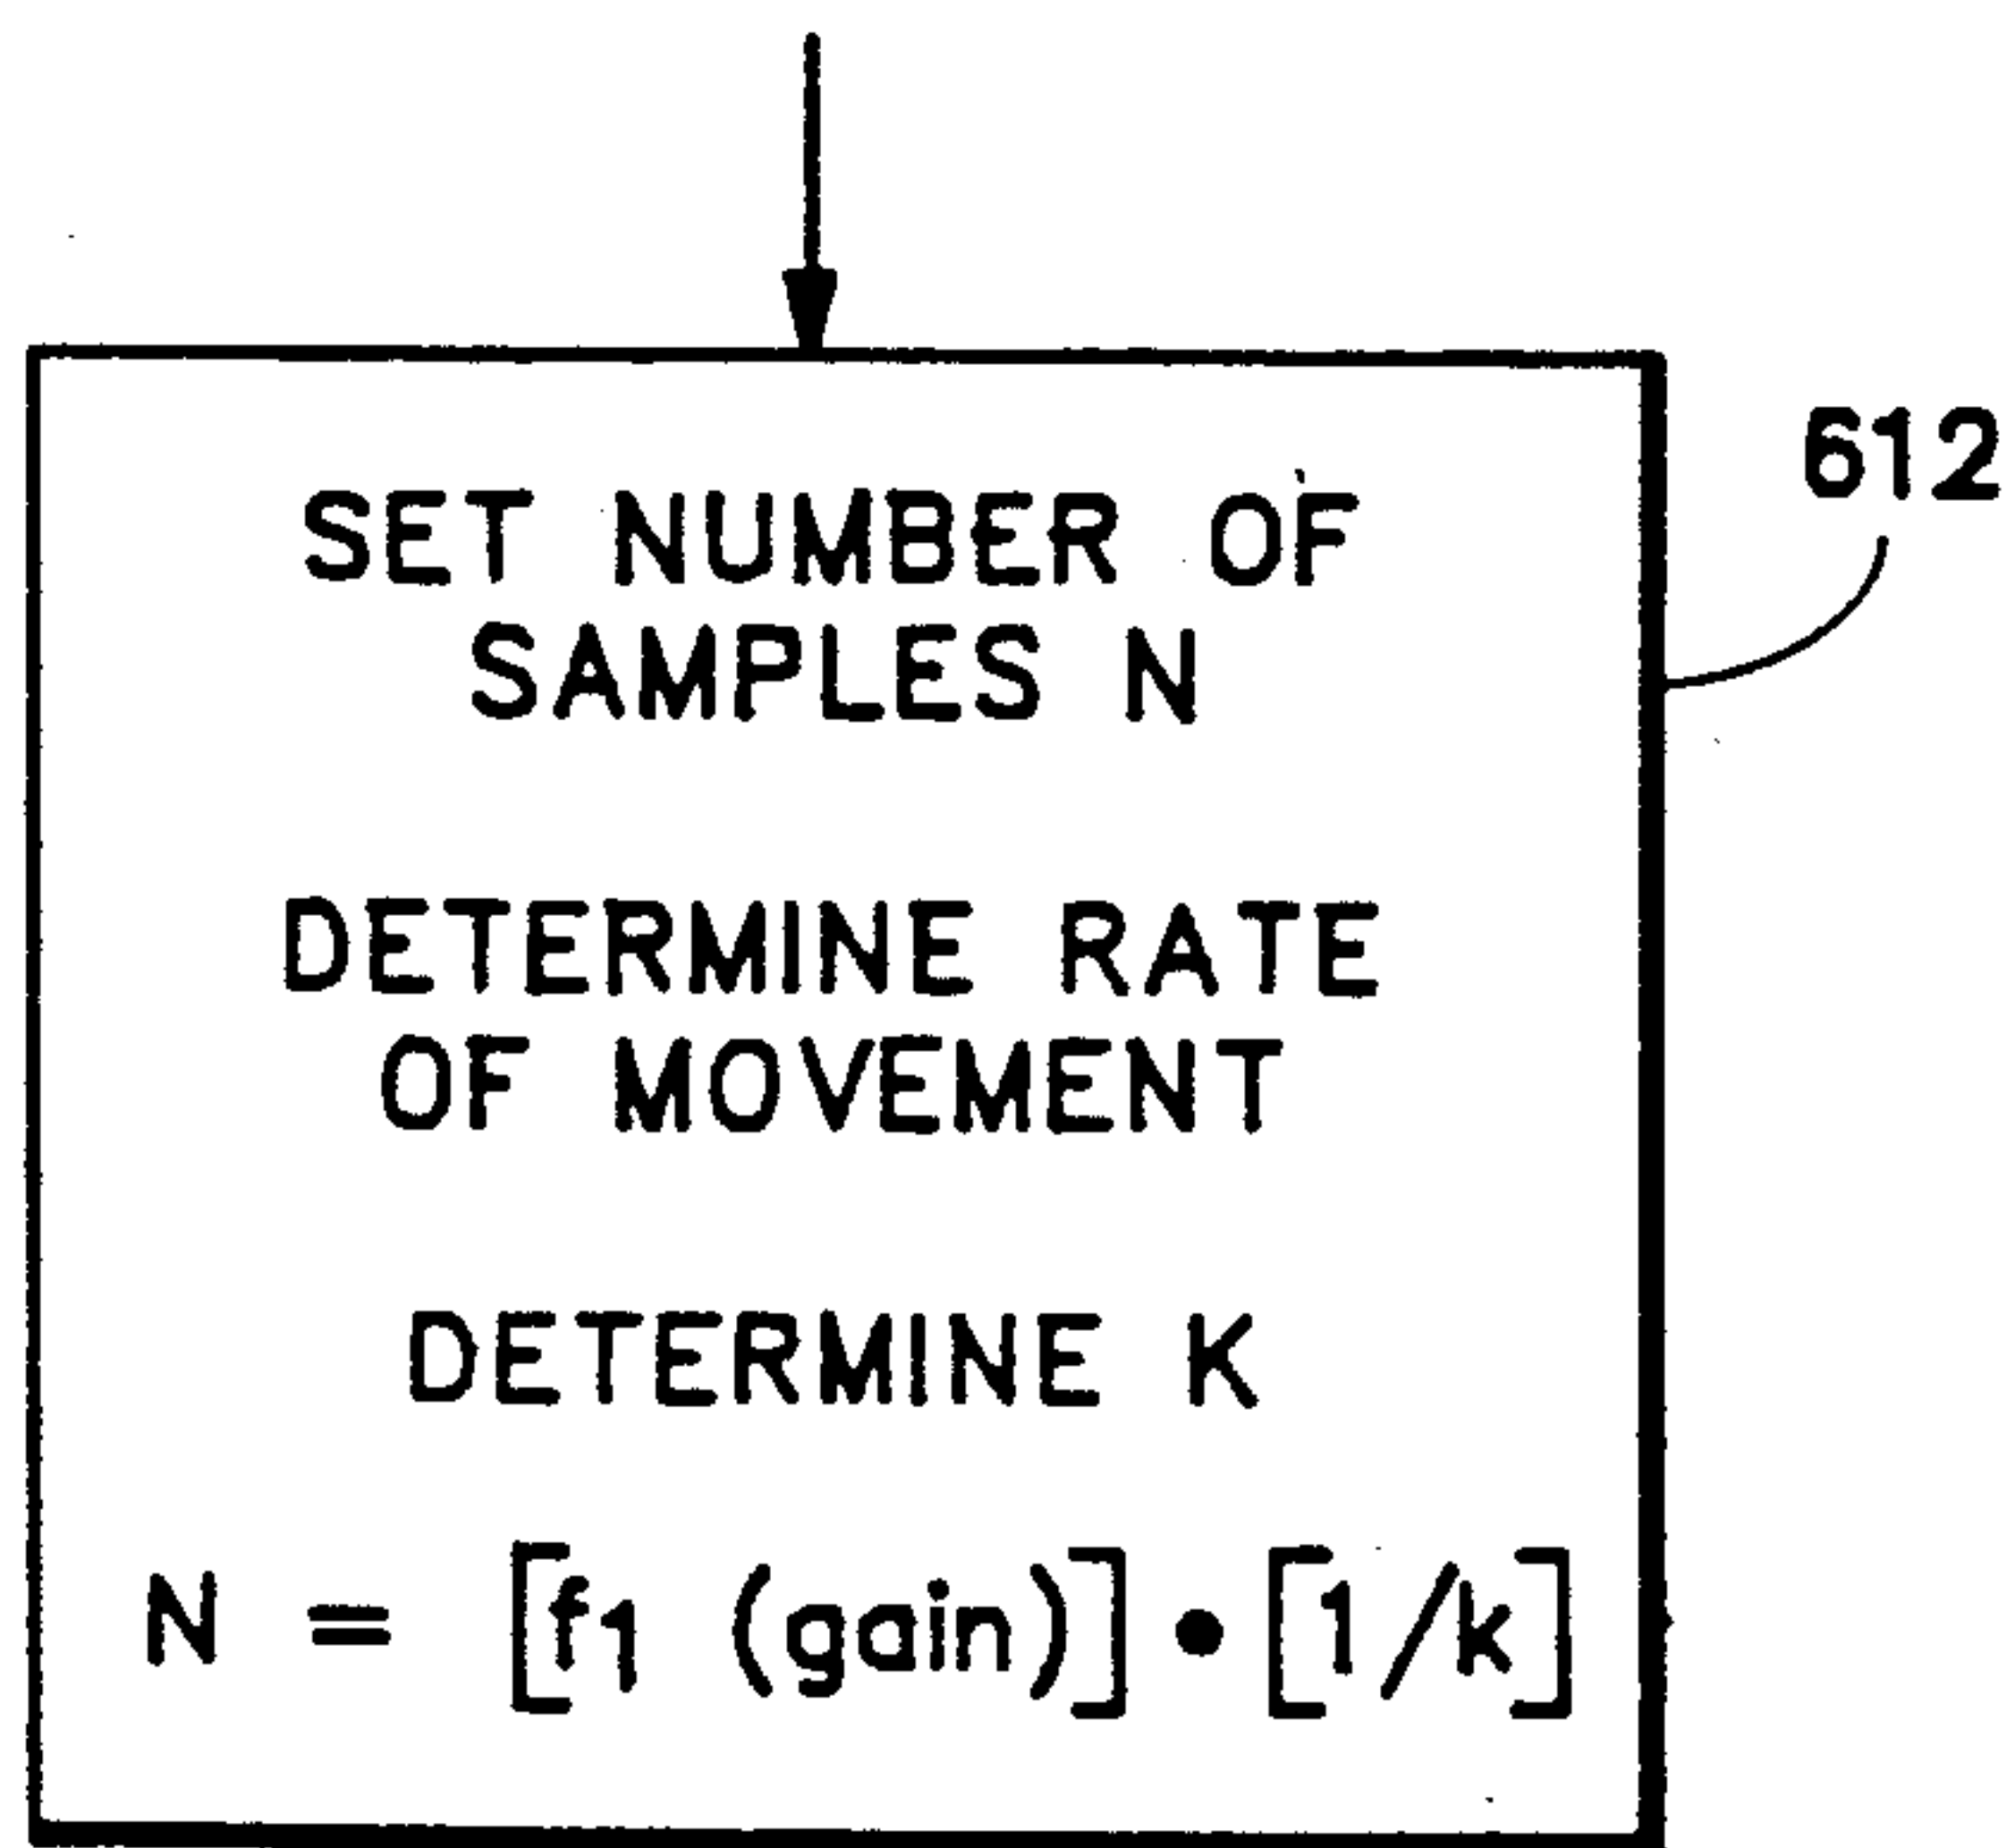 612
SET NUMBER OF
SAMPLES N
DETERMINE RATE
OF MOVEMENT
DETERMINE K
N = [f1 (gain)] • [1/k]